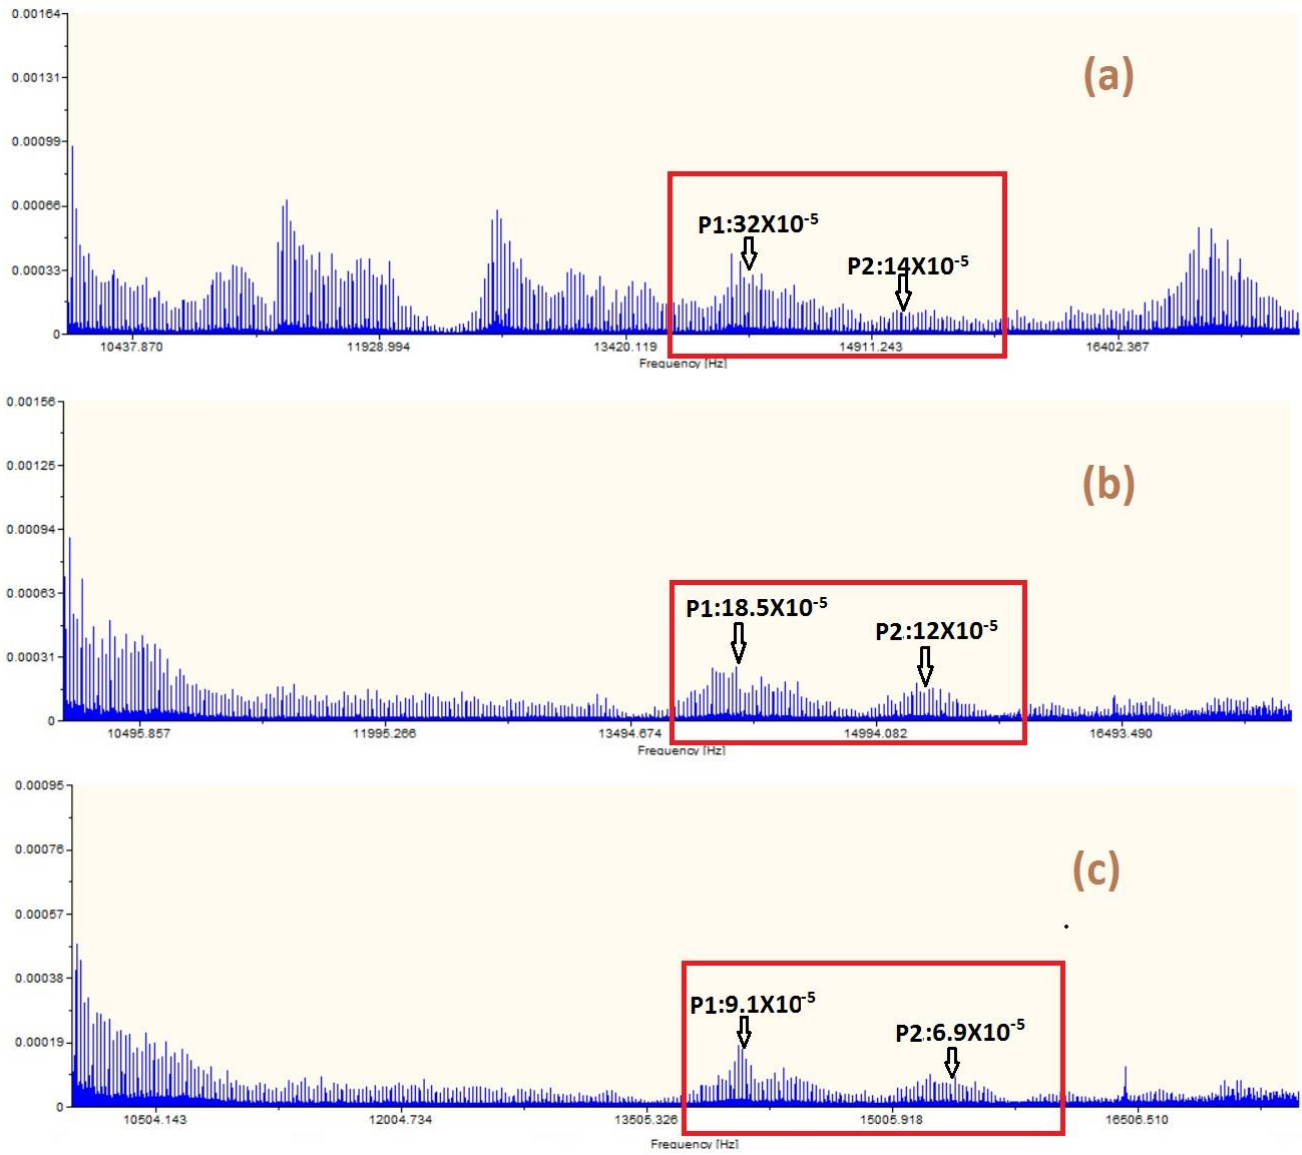 0.00164
(a)
0.00131
0.00099
P1:32X10-5
0.00066
P2:14X10-5
0.00033
0
10437.870 11928.994 13420.119 14911.243 16402.367
Frequency [Hz]
0.00156
(b)
0.00125
0.00094
0.00063
P1:18.5X10-5
P2:12X10-5
0.00031
0
10495.857 11995.266 13494.674 14994.082 16493.490
Frequency [Hz]
0.00095
(c)
0.00076
0.00057
0.00038
P1:9.1X10-5
P2:6.9X10-5
0.00019
0
10504.143 12004.734 13505.326 15005.918 16506.510
Frequency [Hz]